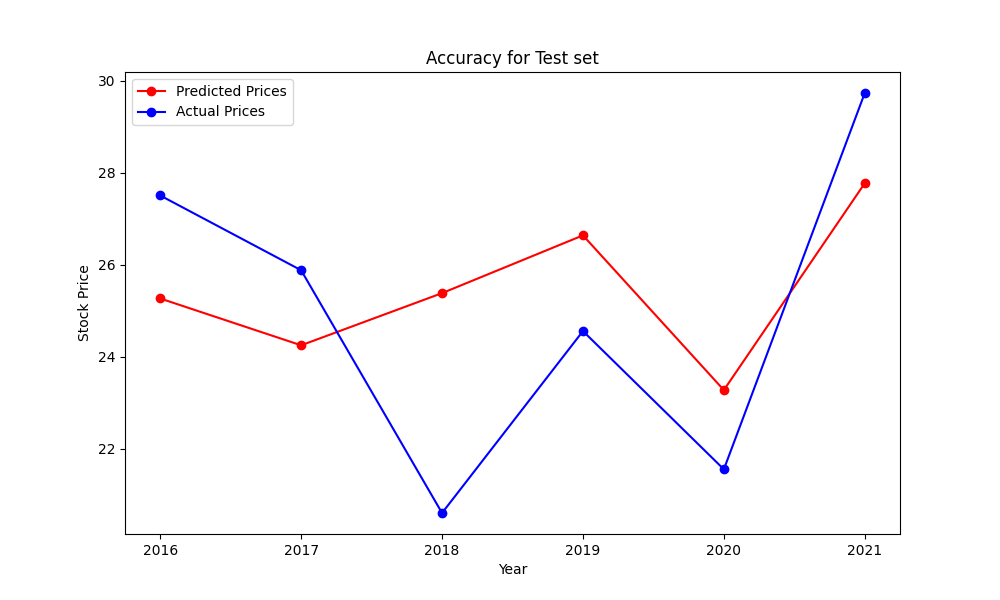 Accuracy for Test set
Predicted Prices
Actual Prices
30
28
26
24
22
Stock Price
2016 2017 2018 2019 2020 2021
Year